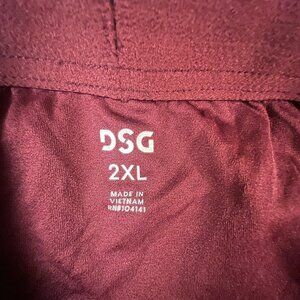 DSG
2XL
MADE IN
VIETNAM
RN#104141